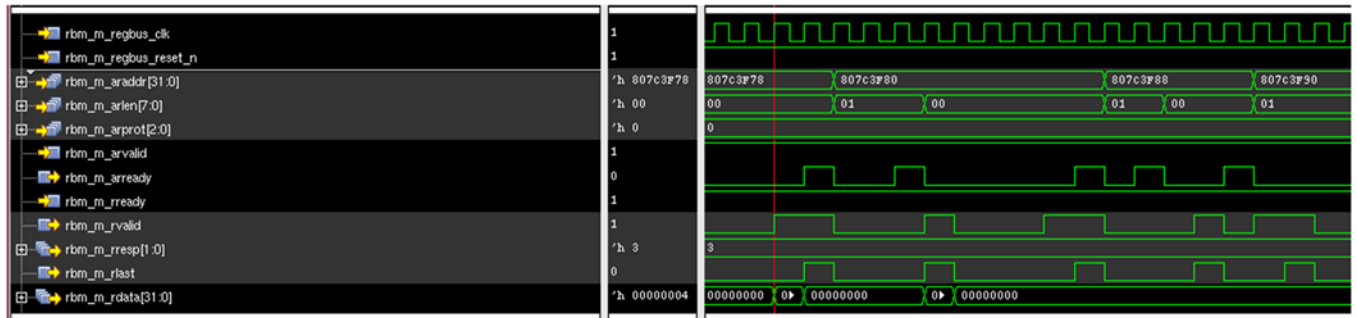 rbm_m_regbus_clk 1
rbm_m_regbus_reset_n 1
rbm_m_araddr[31:0] 'h 807c3F78 807c3F78 807c3F80 807c3F88 807c3F90
rbm_m_arlen[7:0] 'h 00 00 01 00 01 00 01
rbm_m_arprot[2:0] 'h 0 0
rbm_m_arvalid 1
rbm_m_arready 0
rbm_m_rready 1
rbm_m_rvalid 1
rbm_m_rresp[1:0] 'h 3 3
rbm_m_rlast 0
rbm_m_rdata[31:0] 'h 00000004 00000000 0 00000000 0 00000000